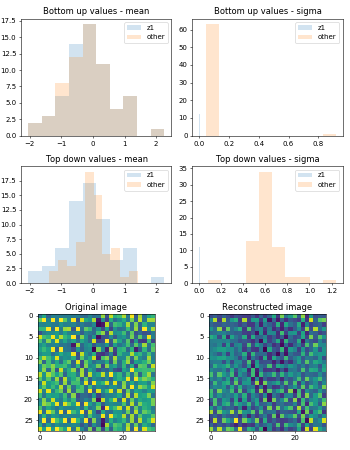 Bottom up values - mean
z1
other
17.5
15.0
12.5
10.0
7.5
5.0
2.5
0.0
−2 −1 0 1 2
Bottom up values - sigma
z1
other
60
50
40
30
20
10
0
0.0 0.2 0.4 0.6 0.8
Top down values - mean
z1
other
17.5
15.0
12.5
10.0
7.5
5.0
2.5
0.0
−2 −1 0 1 2
Top down values - sigma
z1
other
35
30
25
20
15
10
5
0
0.0 0.2 0.4 0.6 0.8 1.0 1.2
Original image
0
5
10
15
20
25
0 10 20
Reconstructed image
0
5
10
15
20
25
0 10 20